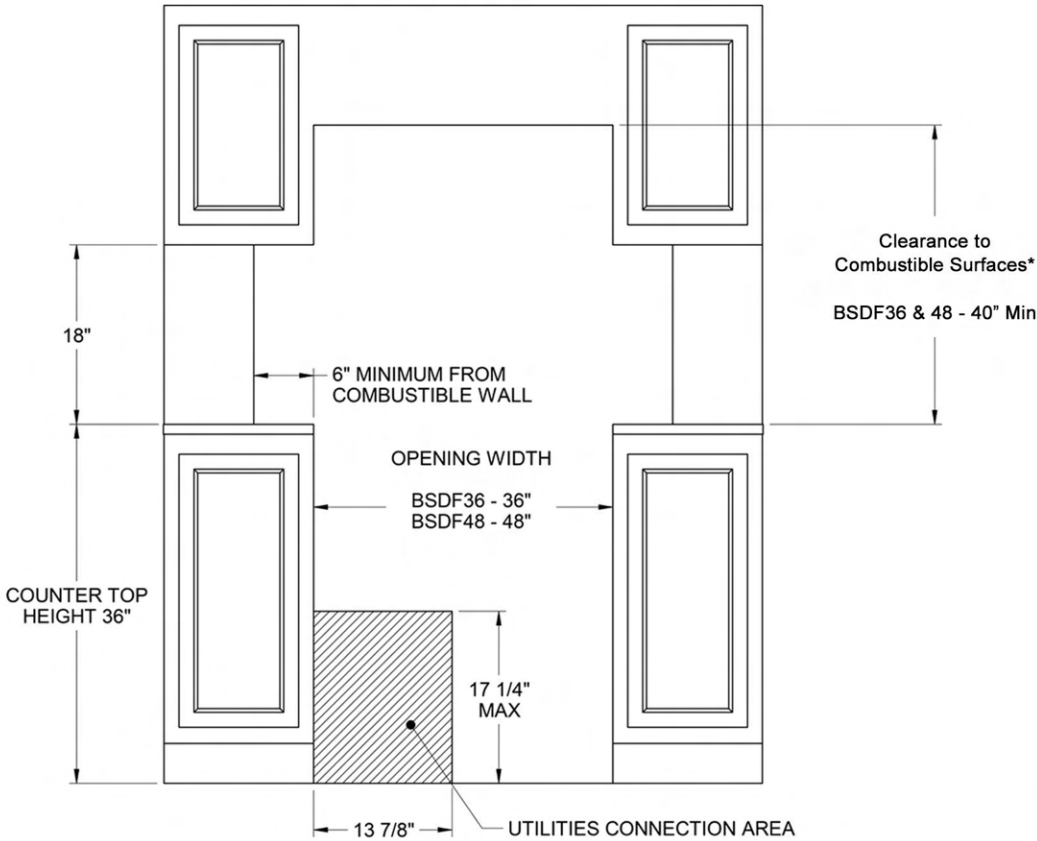 Clearance to
Combustible Surfaces*
BSDF36 & 48 - 40" Min
18"
6" MINIMUM FROM
COMBUSTIBLE WALL
OPENING WIDTH
BSDF36 - 36"
BSDF48 - 48"
COUNTER TOP
HEIGHT 36"
17 1/4"
MAX
13 7/8"
UTILITIES CONNECTION AREA